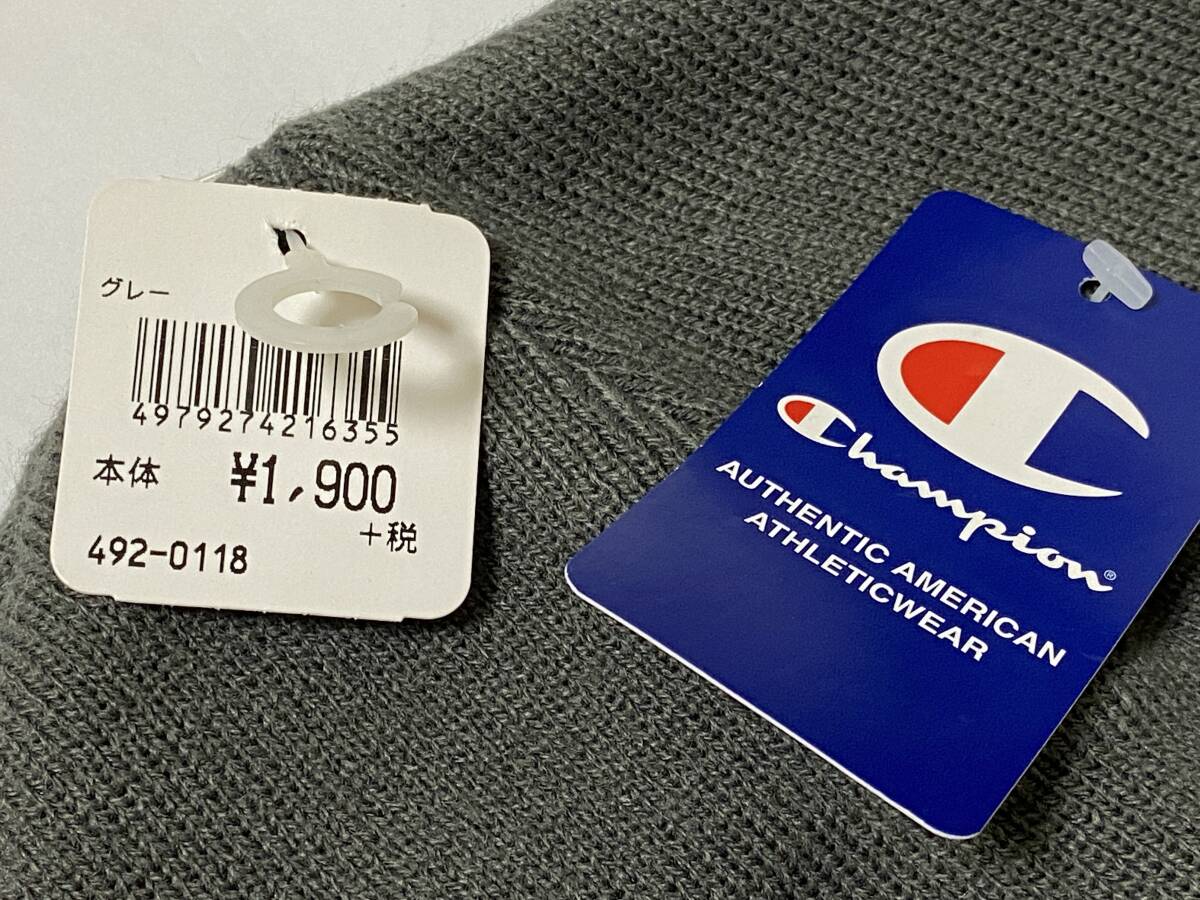 グレー
4979274216355
本体 ¥1,900
+税
492-0118
Champion®
AUTHENTIC AMERICAN
ATHLETICWEAR